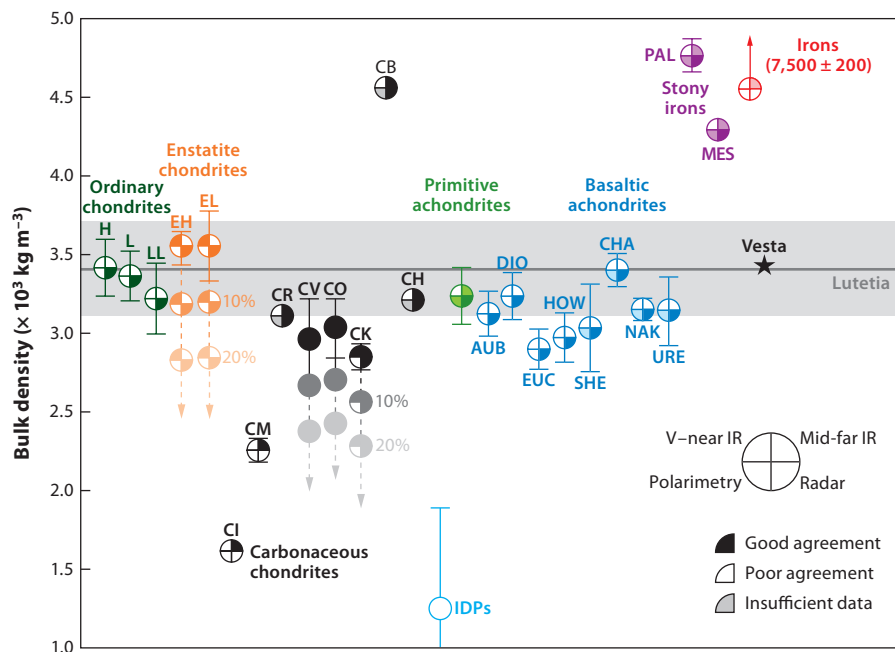 5.0
4.5
4.0
3.5
3.0
2.5
2.0
1.5
1.0
Bulk density (× 10³ kg m⁻³)
CB
PAL
Stony
irons
MES
Irons
(7,500 ± 200)
Ordinary
chondrites
H
L
LL
Enstatite
chondrites
EH
EL
10%
20%
CR
CV
CO
CK
10%
20%
CH
CM
CI
Carbonaceous
chondrites
Primitive
achondrites
Basaltic
achondrites
AUB
DIO
EUC
HOW
SHE
CHA
NAK
URE
Vesta
Lutetia
IDPs
V–near IR
Mid-far IR
Polarimetry
Radar
Good agreement
Poor agreement
Insufficient data